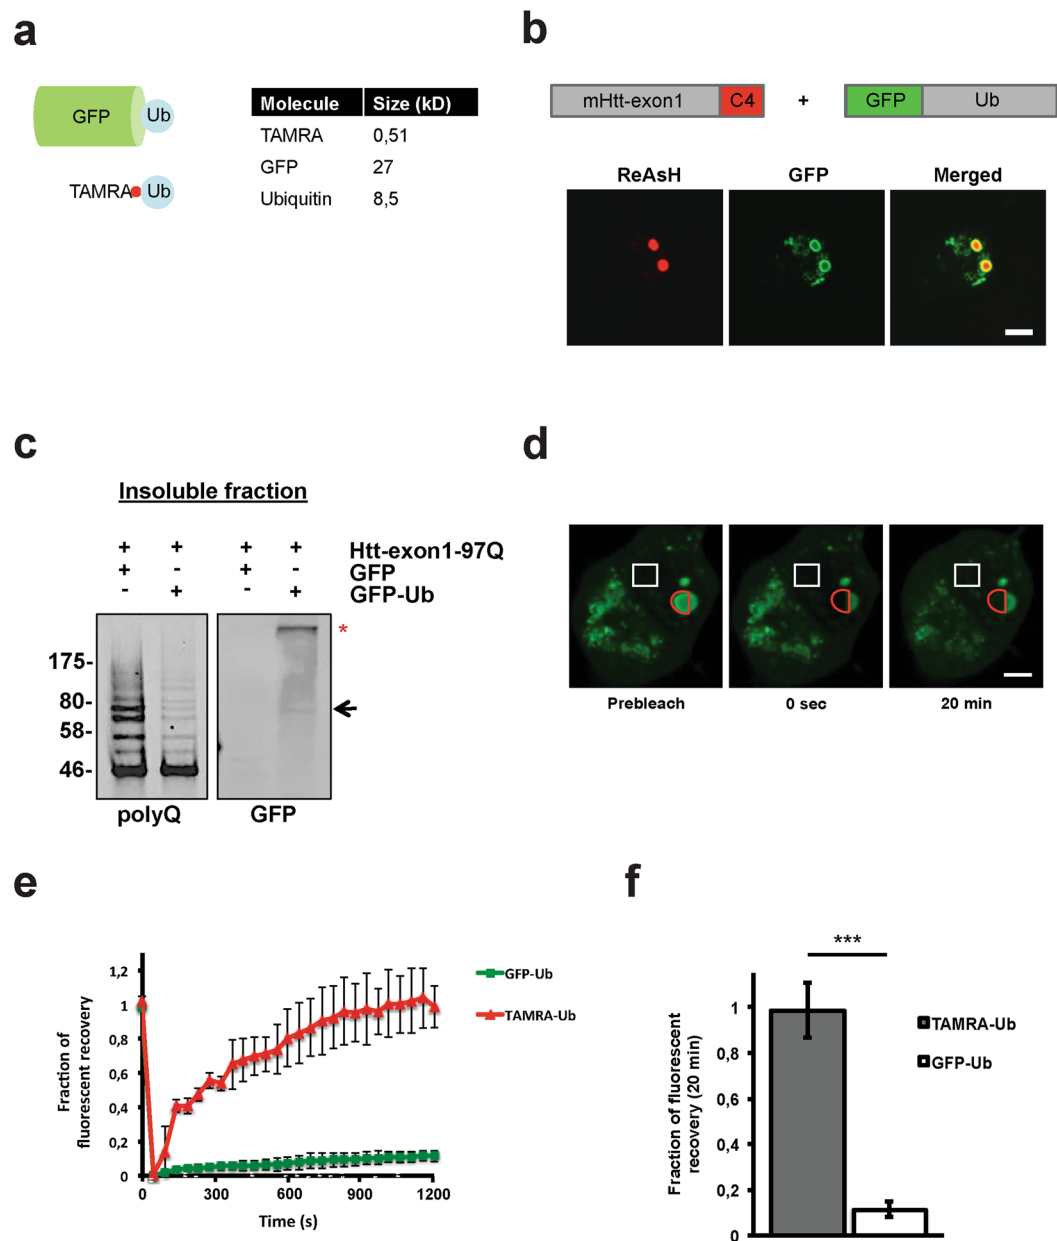 a
GFP
Ub
TAMRA
Ub
Molecule Size (kD)
TAMRA 0,51
GFP 27
Ubiquitin 8,5
b
mHtt-exon1 C4 + GFP Ub
ReAsH GFP Merged
c
Insoluble fraction
+ + + + Htt-exon1-97Q
+ - + - GFP
- + - + GFP-Ub
*
175-
80-
58-
46-
polyQ GFP
d
Prebleach 0 sec 20 min
e
Fraction of
fluorescent recovery
1,2
1
0,8
0,6
0,4
0,2
0
0 300 600 900 1200
Time (s)
GFP-Ub
TAMRA-Ub
f
***
Fraction of fluorescent
recovery (20 min)
1
0,8
0,6
0,4
0,2
0
TAMRA-Ub
GFP-Ub